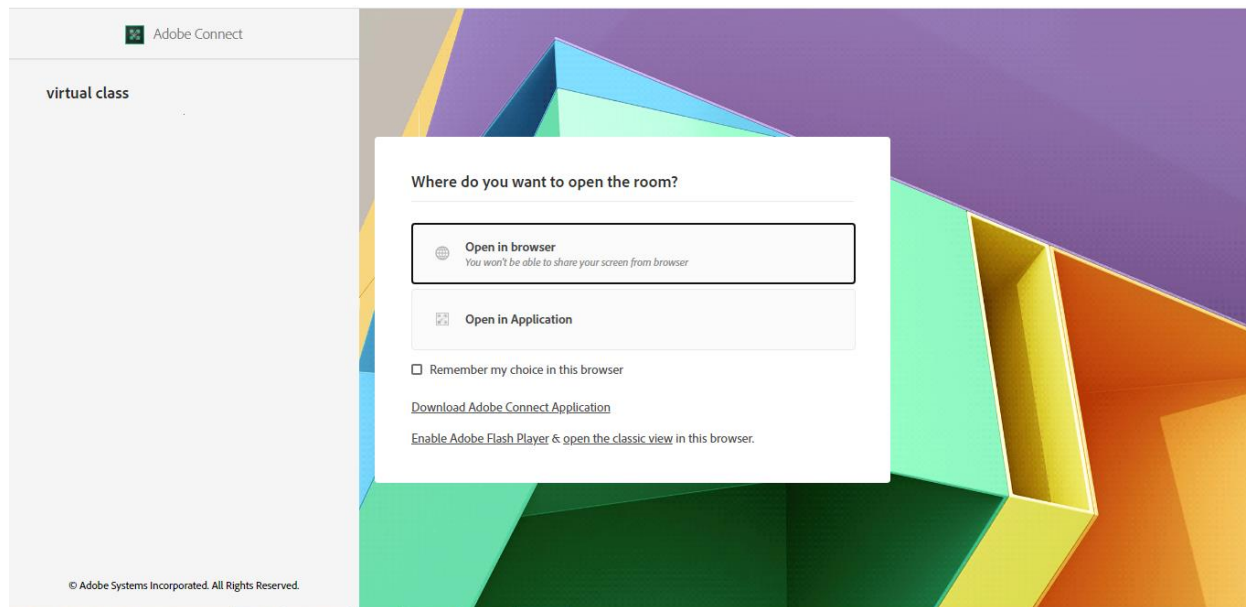 Adobe Connect
virtual class
Where do you want to open the room?
Open in browser
You won't be able to share your screen from browser
Open in Application
Remember my choice in this browser
Download Adobe Connect Application
Enable Adobe Flash Player & open the classic view in this browser.
© Adobe Systems Incorporated. All Rights Reserved.